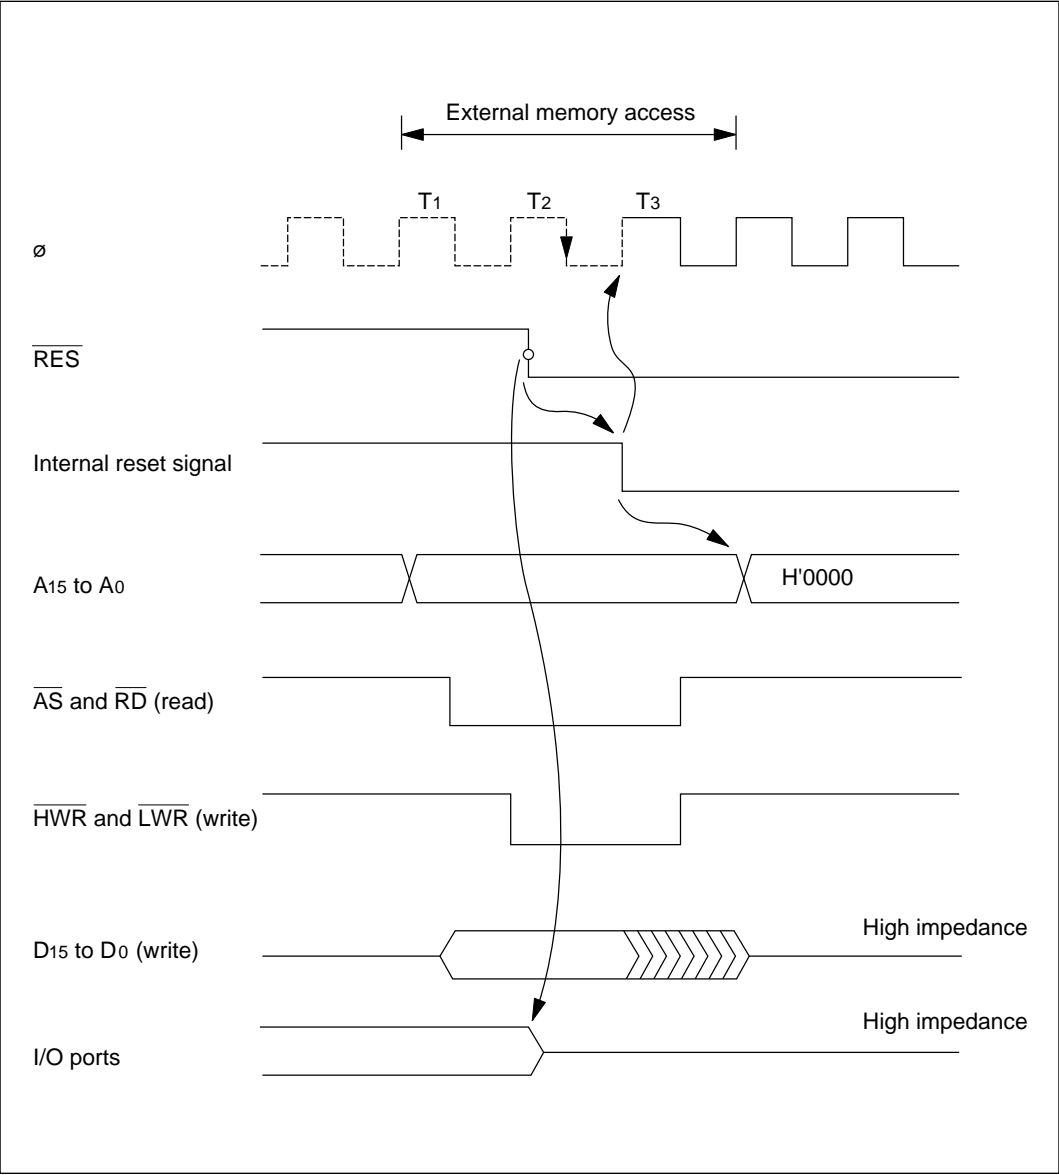 External memory access
T1 T2 T3
ø
RES
Internal reset signal
A15 to A0
H'0000
AS and RD (read)
HWR and LWR (write)
High impedance
D15 to D0 (write)
High impedance
I/O ports